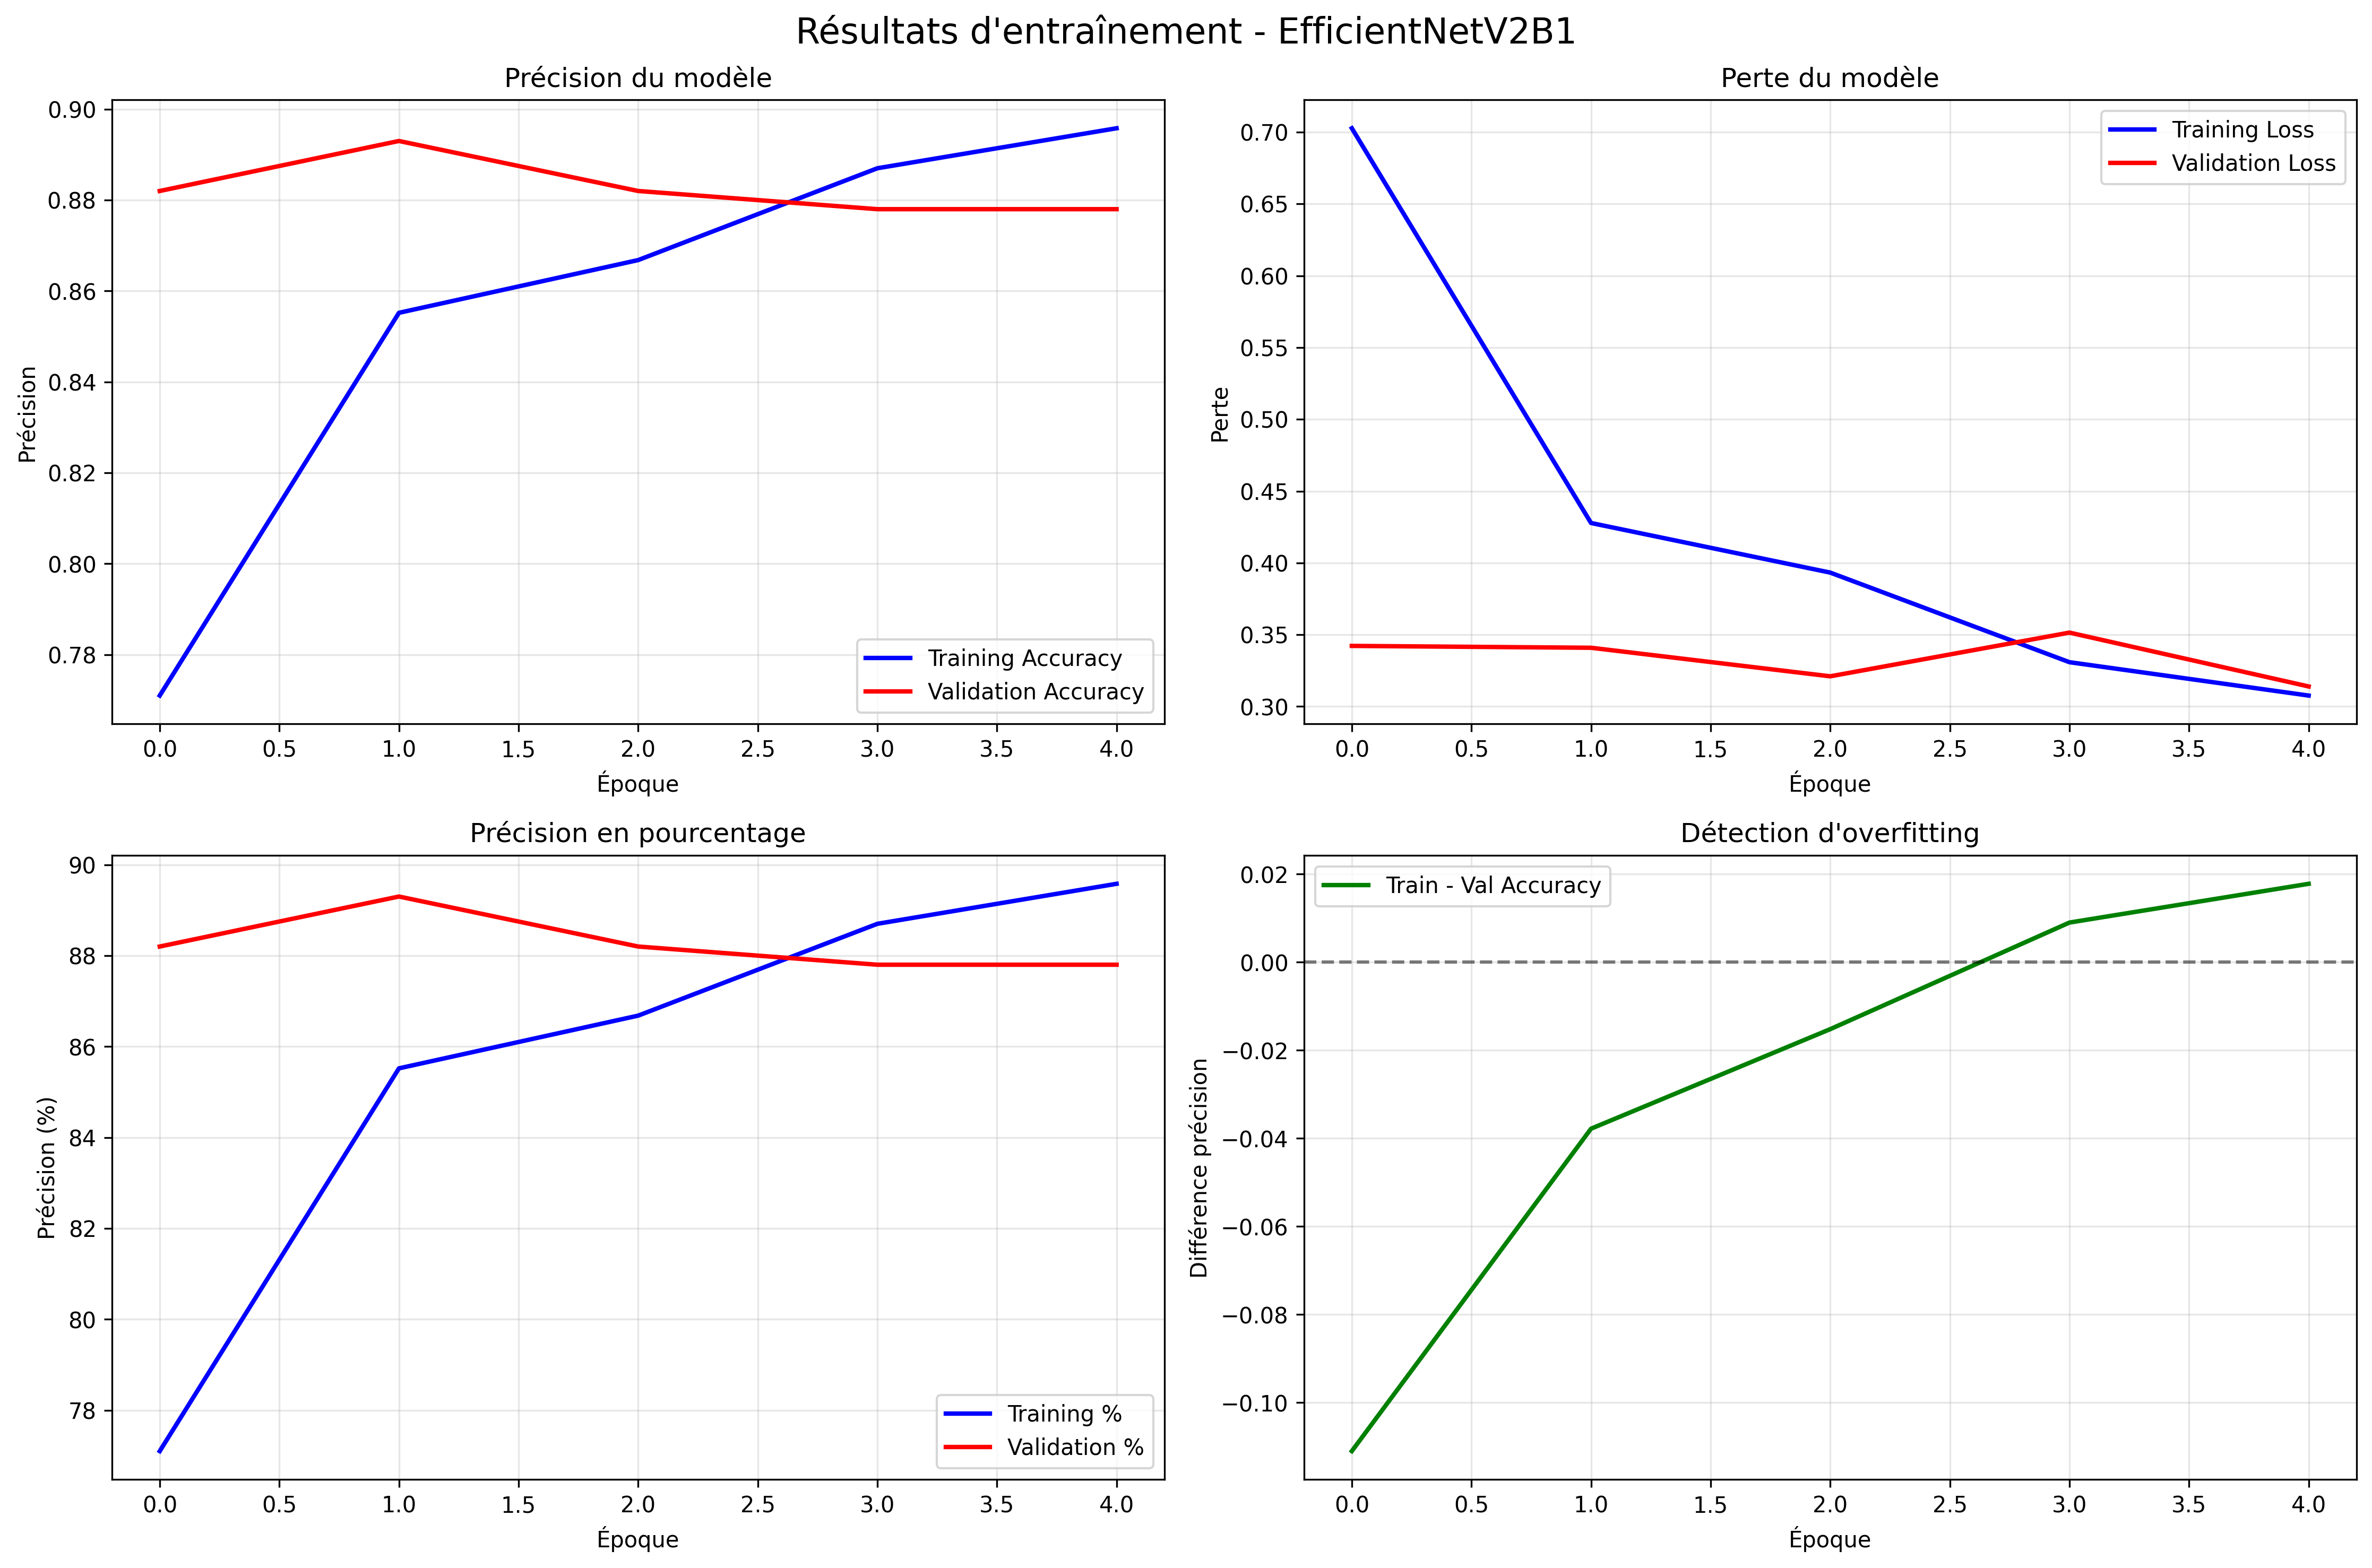 Résultats d'entraînement - EfficientNetV2B1
Précision du modèle
0.90
0.88
0.86
0.84
0.82
0.80
0.78
Précision
Training Accuracy
Validation Accuracy
0.0 0.5 1.0 1.5 2.0 2.5 3.0 3.5 4.0
Époque
Perte du modèle
0.70
0.65
0.60
0.55
0.50
0.45
0.40
0.35
0.30
Perte
Training Loss
Validation Loss
0.0 0.5 1.0 1.5 2.0 2.5 3.0 3.5 4.0
Époque
Précision en pourcentage
90
88
86
84
82
80
78
Précision (%)
Training %
Validation %
0.0 0.5 1.0 1.5 2.0 2.5 3.0 3.5 4.0
Époque
Détection d'overfitting
0.02
0.00
−0.02
−0.04
−0.06
−0.08
−0.10
Différence précision
Train - Val Accuracy
0.0 0.5 1.0 1.5 2.0 2.5 3.0 3.5 4.0
Époque